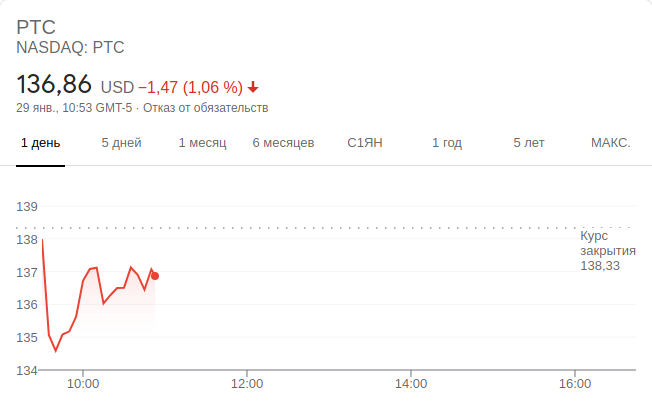 PTC
NASDAQ: PTC
136,86 USD −1,47 (1,06 %)
29 янв., 10:53 GMT-5 · Отказ от обязательств
1 день 5 дней 1 месяц 6 месяцев С1ЯН 1 год 5 лет МАКС.
139
138
137
136
135
134
Курс
закрытия
138,33
10:00 12:00 14:00 16:00